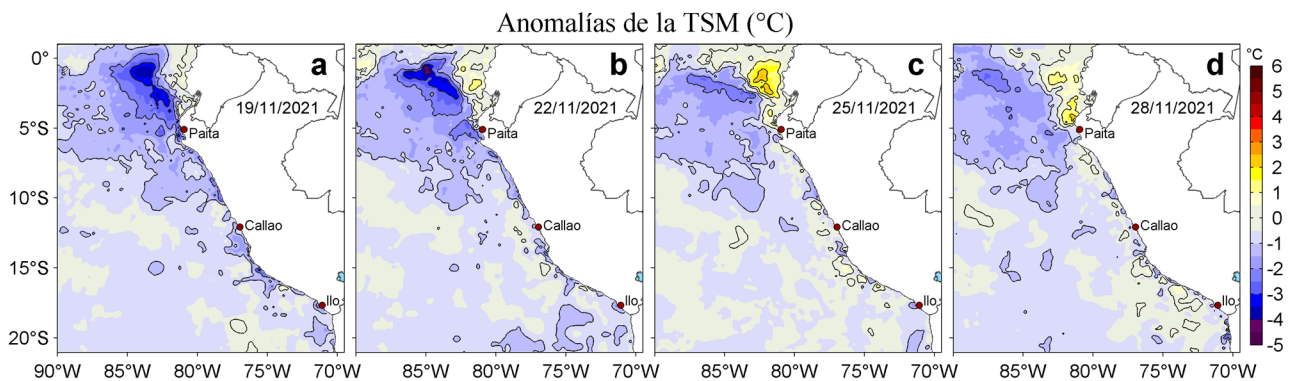 Anomalías de la TSM (°C)
a
b
c
d
19/11/2021
22/11/2021
25/11/2021
28/11/2021
0°
5°S
10°S
15°S
20°S
Paita
Callao
Ilo
Paita
Callao
Ilo
Paita
Callao
Ilo
Paita
Callao
Ilo
90°W 85°W 80°W 75°W 70°W
85°W 80°W 75°W 70°W
85°W 80°W 75°W 70°W
85°W 80°W 75°W 70°W
°C
6
5
4
3
2
1
0
-1
-2
-3
-4
-5